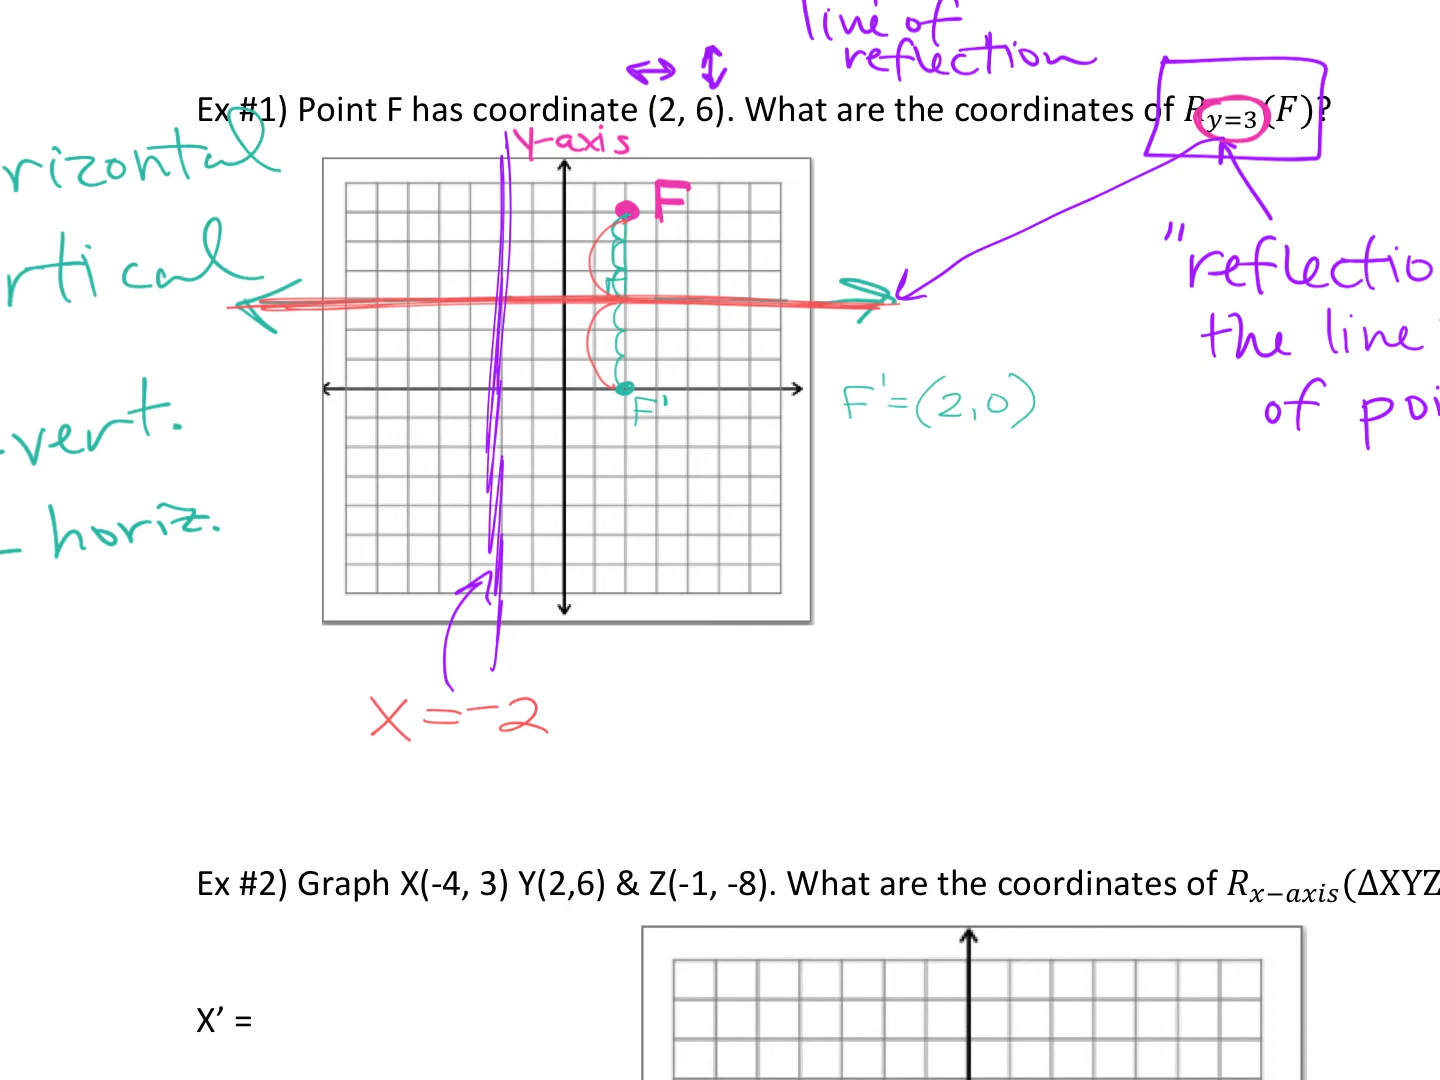 line of
reflection
Ex #1) Point F has coordinate (2, 6). What are the coordinates of R_{y=3}(F)?
rizontal
Y-axis
F
rtical
"reflectio
the line
F' = (2,0)
F'
of poi
-vert.
- horiz.
X = -2
Ex #2) Graph X(-4, 3) Y(2,6) & Z(-1, -8). What are the coordinates of R_{x-axis}(ΔXYZ
X' =